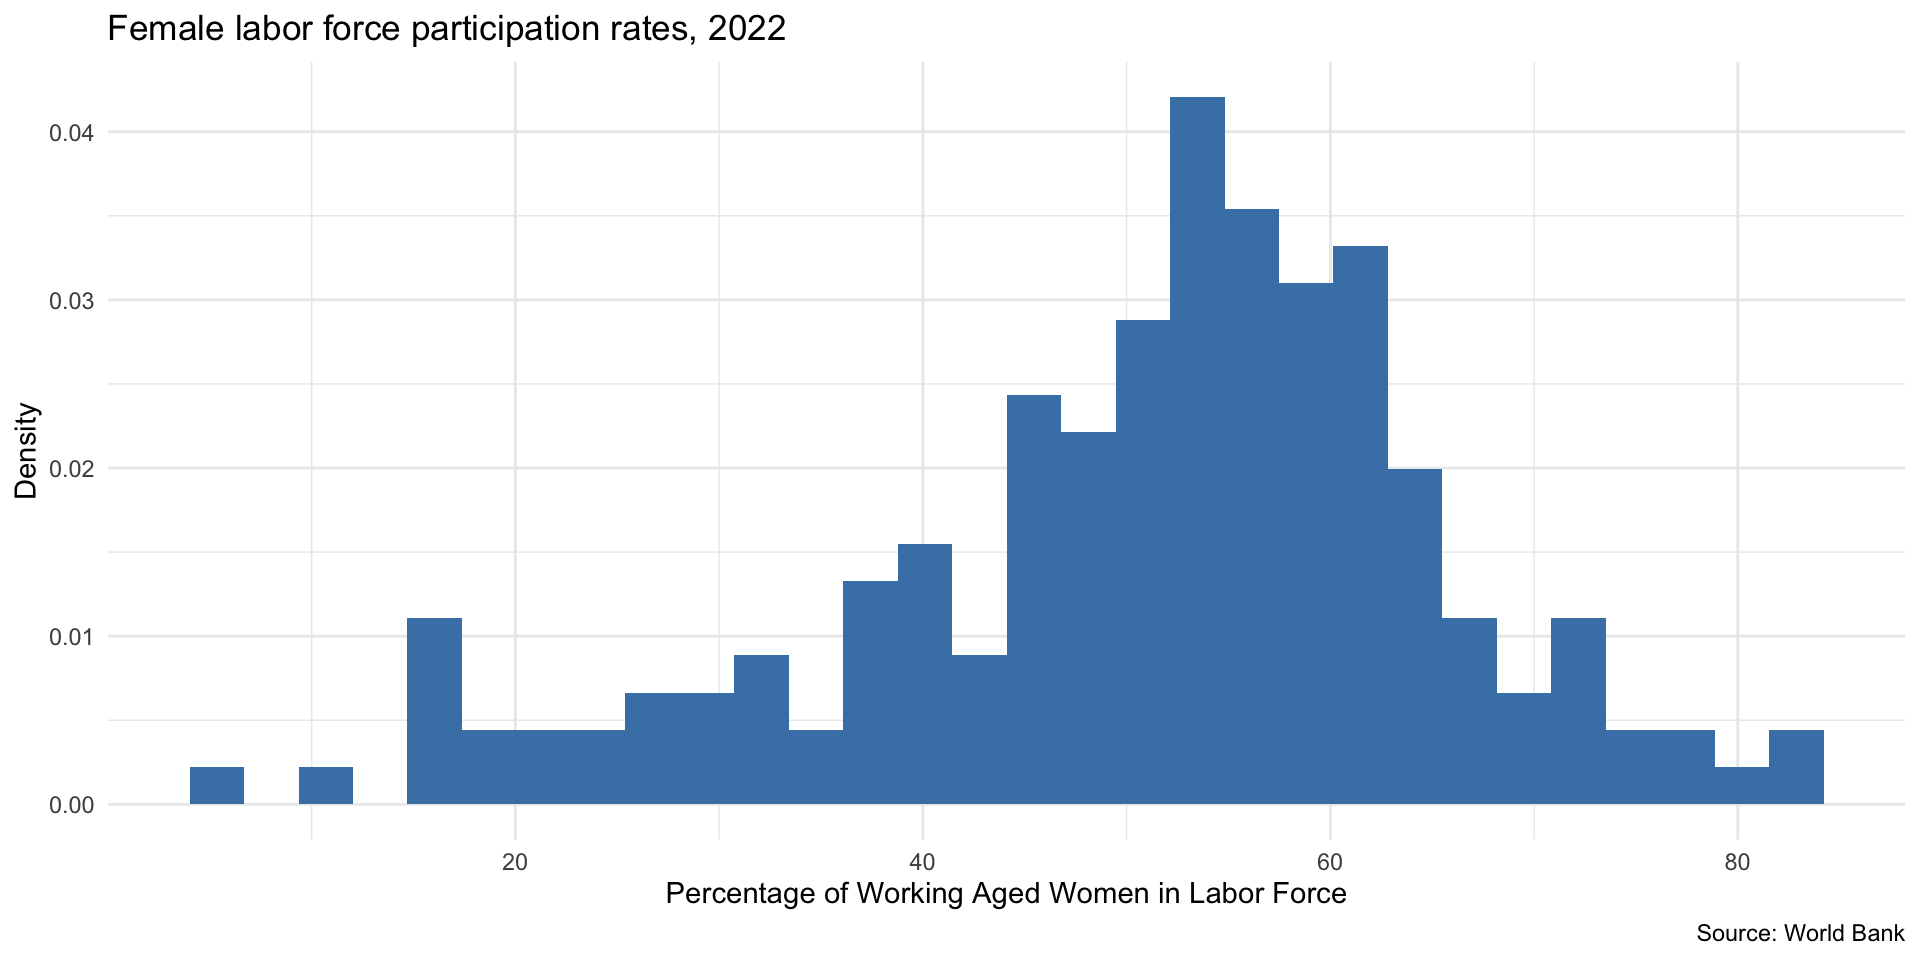 Female labor force participation rates, 2022
0.04
0.03
0.02
0.01
0.00
Density
20 40 60 80
Percentage of Working Aged Women in Labor Force
Source: World Bank